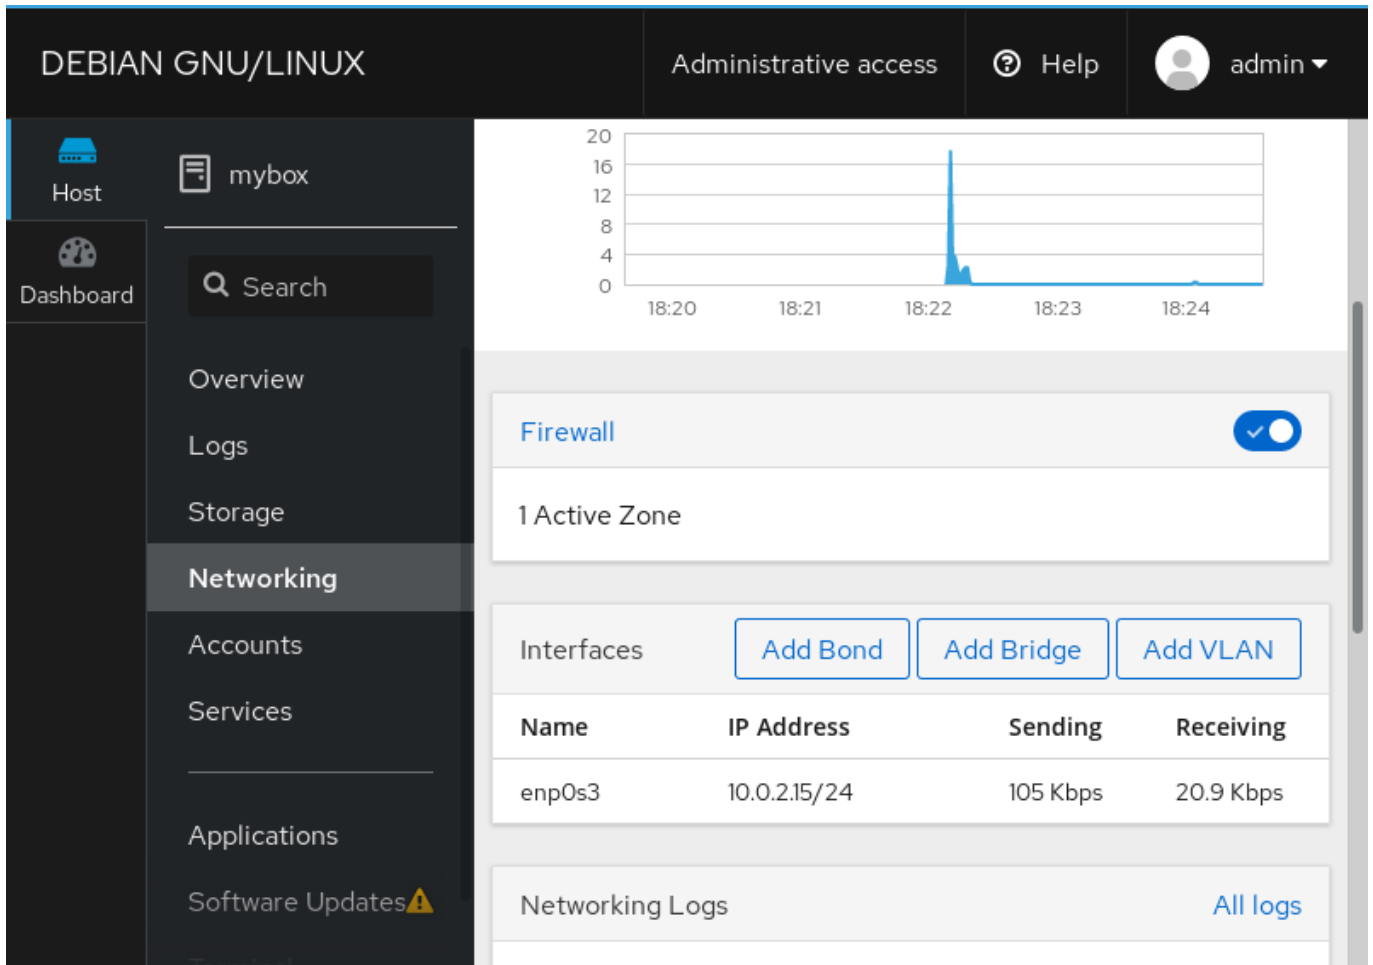 DEBIAN GNU/LINUX
Administrative access
Help
admin
Host
Dashboard
mybox
Search
Overview
Logs
Storage
Networking
Accounts
Services
Applications
Software Updates
20
16
12
8
4
0
18:20 18:21 18:22 18:23 18:24
Firewall
1 Active Zone
Interfaces Add Bond Add Bridge Add VLAN
Name IP Address Sending Receiving
enp0s3 10.0.2.15/24 105 Kbps 20.9 Kbps
Networking Logs All logs